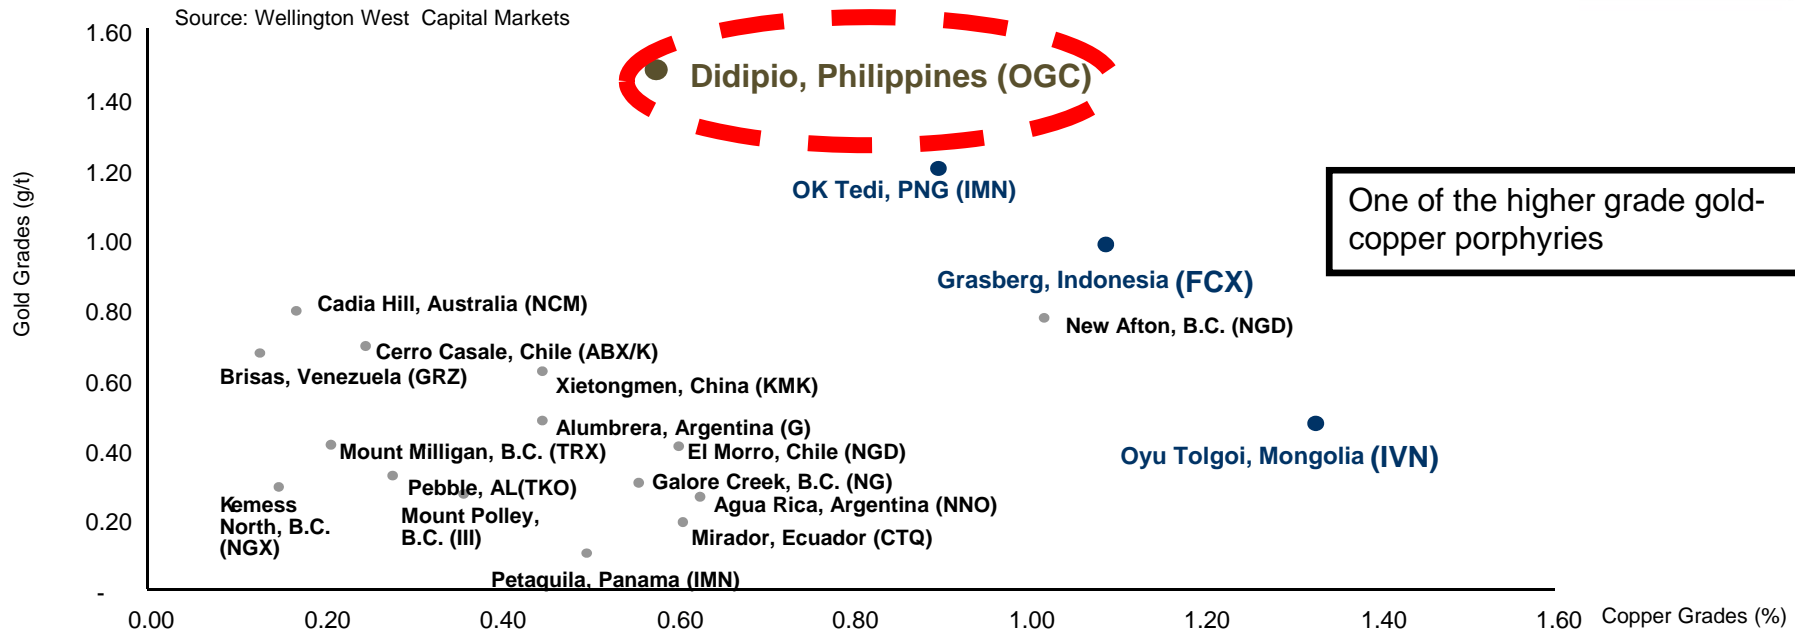 Source: Wellington West Capital Markets
1.60
1.40
1.20
1.00
0.80
0.60
0.40
0.20
-
Gold Grades (g/t)
Didipio, Philippines (OGC)
OK Tedi, PNG (IMN)
One of the higher grade gold-
copper porphyries
Grasberg, Indonesia (FCX)
Cadia Hill, Australia (NCM)
New Afton, B.C. (NGD)
Cerro Casale, Chile (ABX/K)
Brisas, Venezuela (GRZ)
Xietongmen, China (KMK)
Alumbrera, Argentina (G)
Mount Milligan, B.C. (TRX)
El Morro, Chile (NGD)
Oyu Tolgoi, Mongolia (IVN)
Pebble, AL(TKO)
Galore Creek, B.C. (NG)
Kemess
North, B.C.
(NGX)
Mount Polley,
B.C. (III)
Agua Rica, Argentina (NNO)
Mirador, Ecuador (CTQ)
Petaquila, Panama (IMN)
0.00
0.20
0.40
0.60
0.80
1.00
1.20
1.40
1.60
Copper Grades (%)